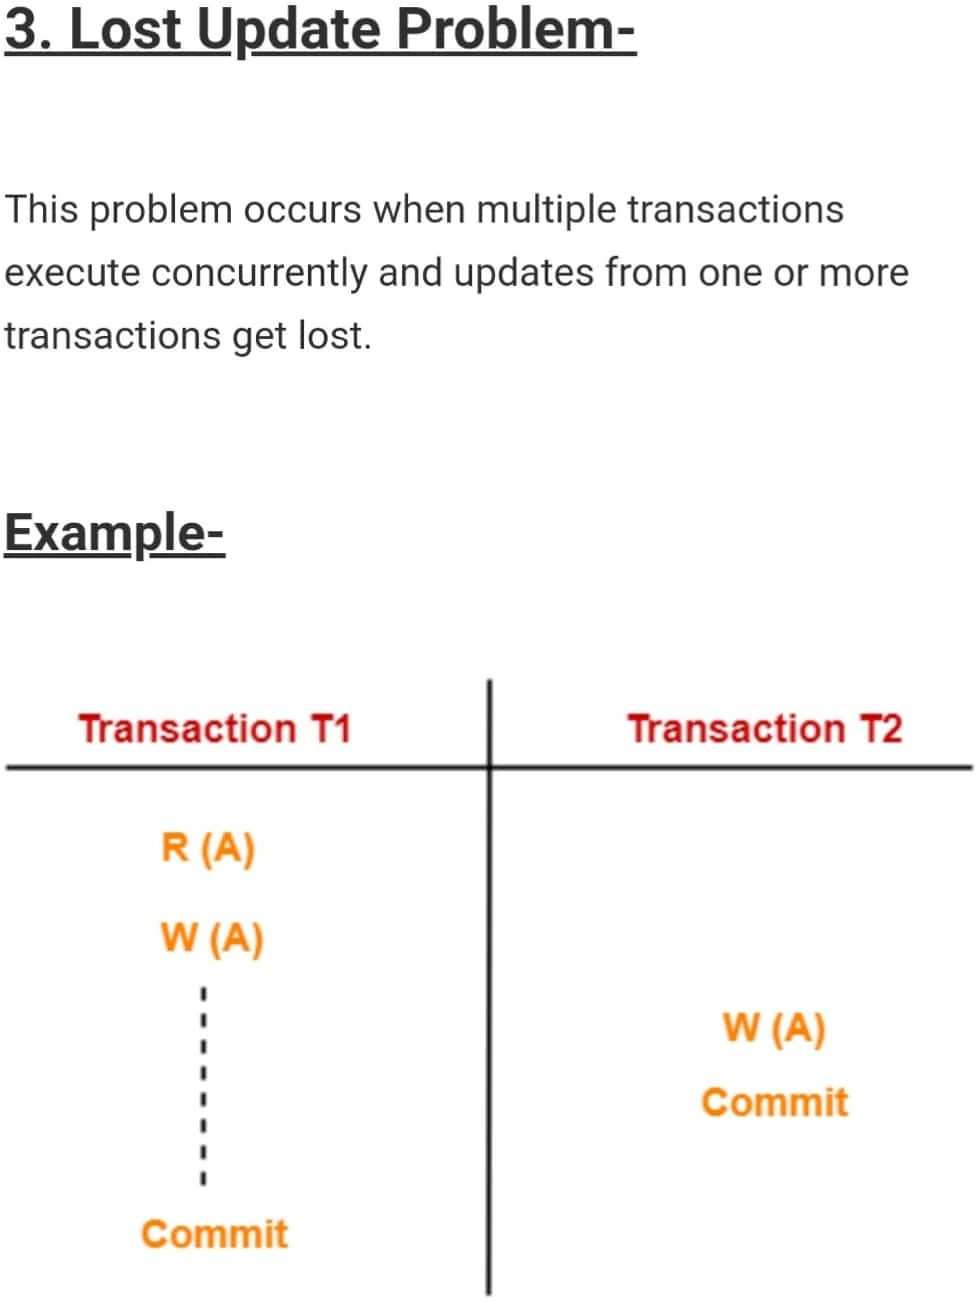 3. Lost Update Problem-
This problem occurs when multiple transactions
execute concurrently and updates from one or more
transactions get lost.
Example-
Transaction T1 Transaction T2
R (A)
W (A)
W (A)
Commit
Commit